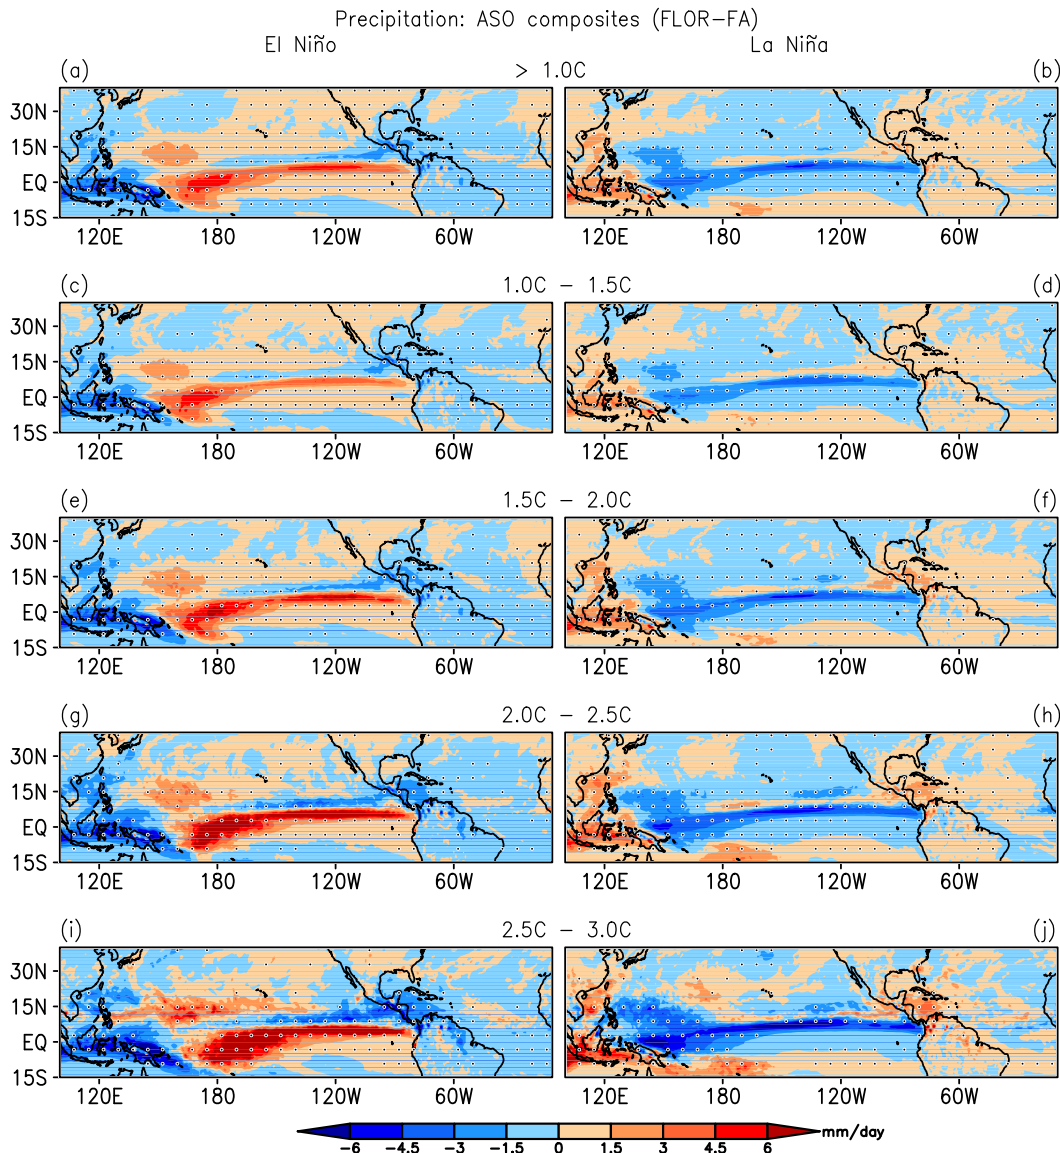 Precipitation: ASO composites (FLOR-FA)
El Niño La Niña
(a) > 1.0C (b)
30N
15N
EQ
15S
120E 180 120W 60W 120E 180 120W 60W
(c) 1.0C - 1.5C (d)
30N
15N
EQ
15S
120E 180 120W 60W 120E 180 120W 60W
(e) 1.5C - 2.0C (f)
30N
15N
EQ
15S
120E 180 120W 60W 120E 180 120W 60W
(g) 2.0C - 2.5C (h)
30N
15N
EQ
15S
120E 180 120W 60W 120E 180 120W 60W
(i) 2.5C - 3.0C (j)
30N
15N
EQ
15S
120E 180 120W 60W 120E 180 120W 60W
mm/day
-6 -4.5 -3 -1.5 0 1.5 3 4.5 6